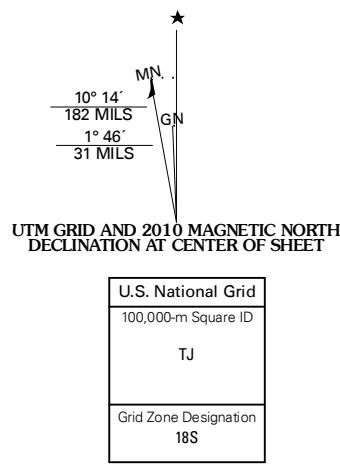 ★
MN
10° 14´
182 MILS
GN
1° 46´
31 MILS
UTM GRID AND 2010 MAGNETIC NORTH
DECLINATION AT CENTER OF SHEET
U.S. National Grid
100,000-m Square ID
TJ
Grid Zone Designation
18S